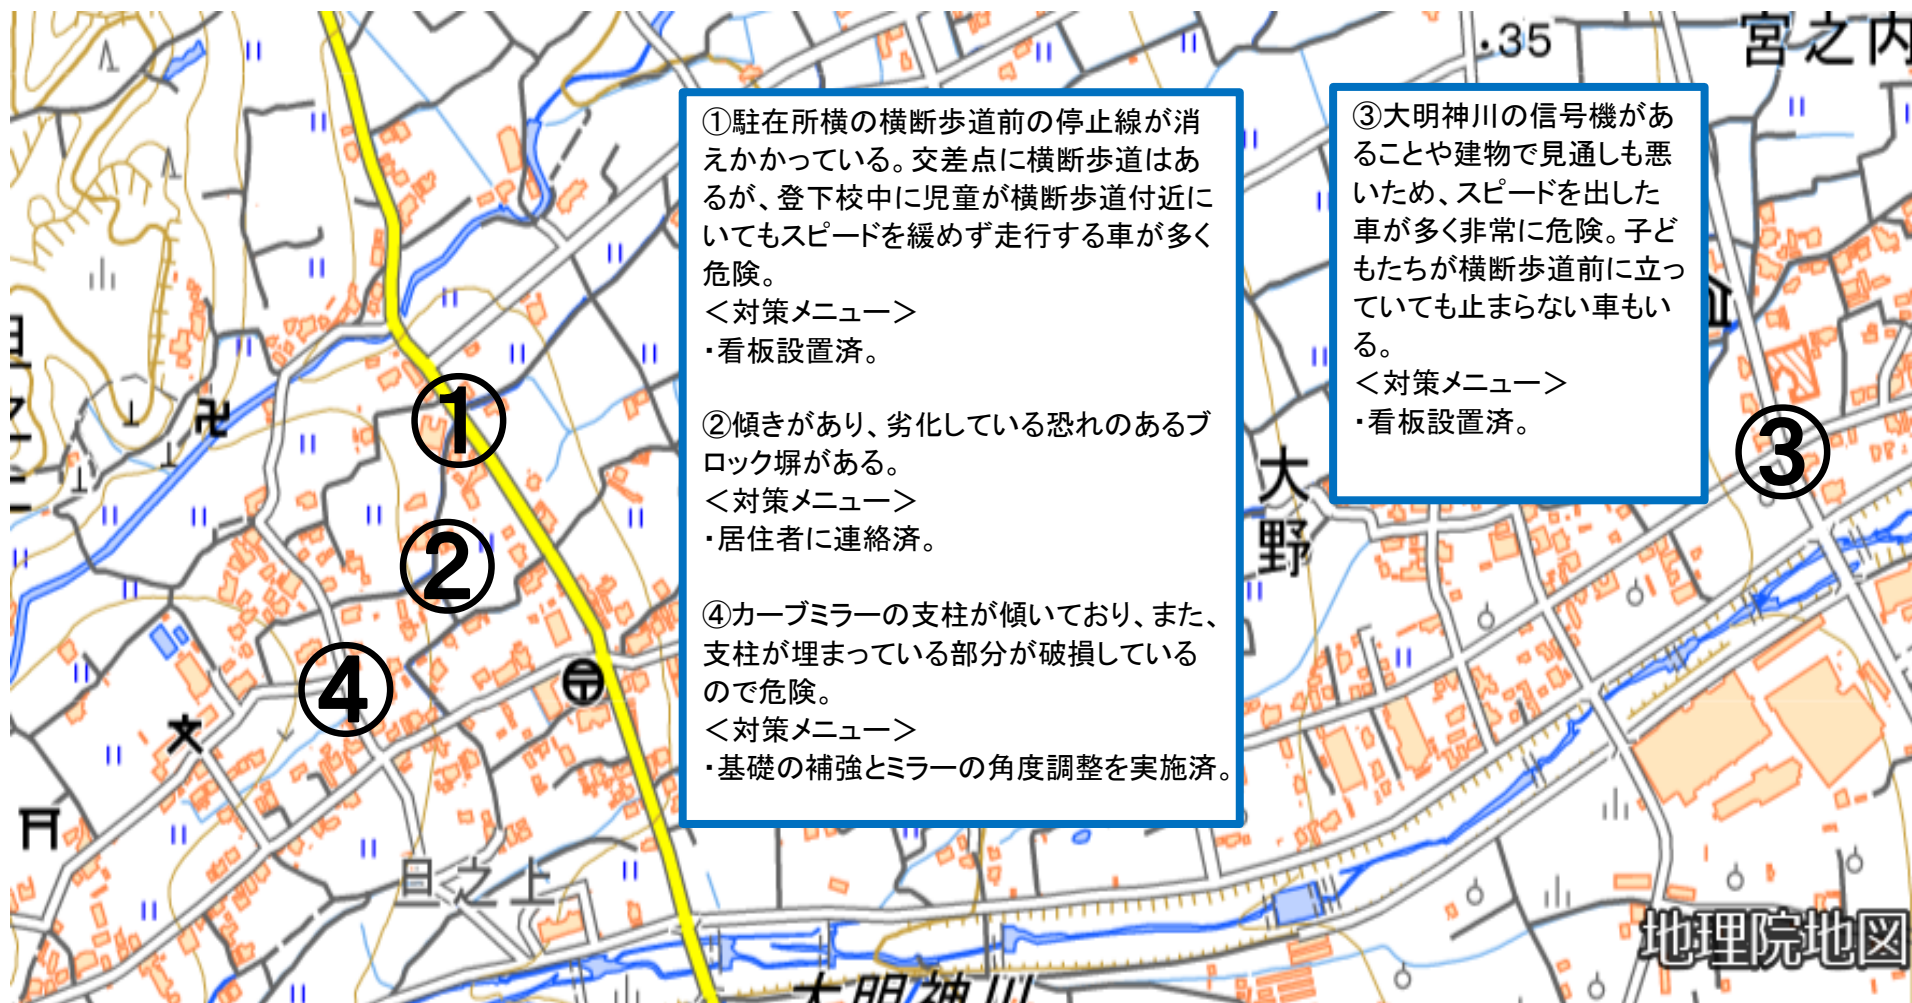 ・35
宮之内
①駐在所横の横断歩道前の停止線が消
えかかっている。交差点に横断歩道はあ
るが、登下校中に児童が横断歩道付近に
いてもスピードを緩めず走行する車が多く
危険。
＜対策メニュー＞
・看板設置済。
②傾きがあり、劣化している恐れのあるブ
ロック塀がある。
＜対策メニュー＞
・居住者に連絡済。
④カーブミラーの支柱が傾いており、また、
支柱が埋まっている部分が破損している
ので危険。
＜対策メニュー＞
・基礎の補強とミラーの角度調整を実施済。
③大明神川の信号機があ
ることや建物で見通しも悪
いため、スピードを出した
車が多く非常に危険。子ど
もたちが横断歩道前に立っ
ていても止まらない車もい
る。
＜対策メニュー＞
・看板設置済。
①
②
③
④
大野
旦之上
大明神川
地理院地図